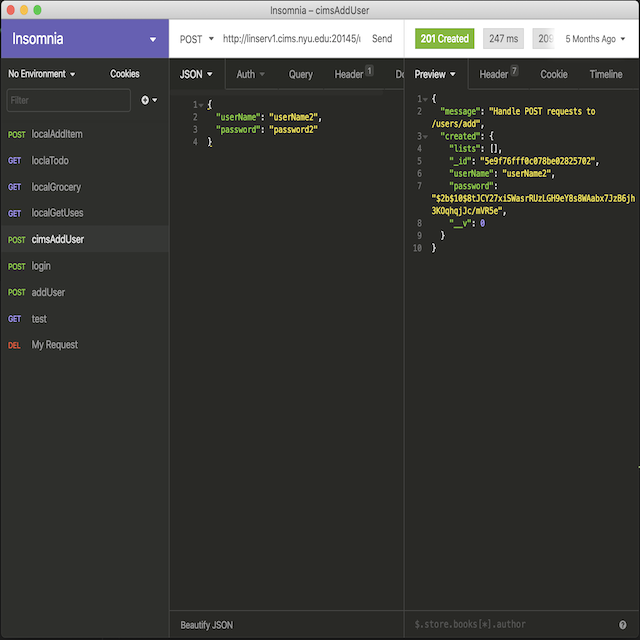 Insomnia – cimsAddUser
Insomnia
POST http://linserv1.cims.nyu.edu:20145/ Send
201 Created 247 ms 209 5 Months Ago
No Environment Cookies
JSON Auth Query Header 1 Do
Preview Header 7 Cookie Timeline
Filter
POST localAddItem
GET loclaTodo
GET localGrocery
GET localGetUses
POST cimsAddUser
POST login
POST addUser
GET test
DEL My Request
1 {
2 "userName": "userName2",
3 "password": "password2"
4 }
1 {
2 "message": "Handle POST requests to
/users/add",
3 "created": {
4 "lists": [],
5 "_id": "5e9f76fff0c078be02825702",
6 "userName": "userName2",
7 "password":
"$2b$10$8tJCY27xi5WasrRUzLGH9eY8s8WAabx7JzB6jh
3KOqhqjJc/mVR5e",
8 "__v": 0
9 }
10 }
Beautify JSON
$.store.books[*].author